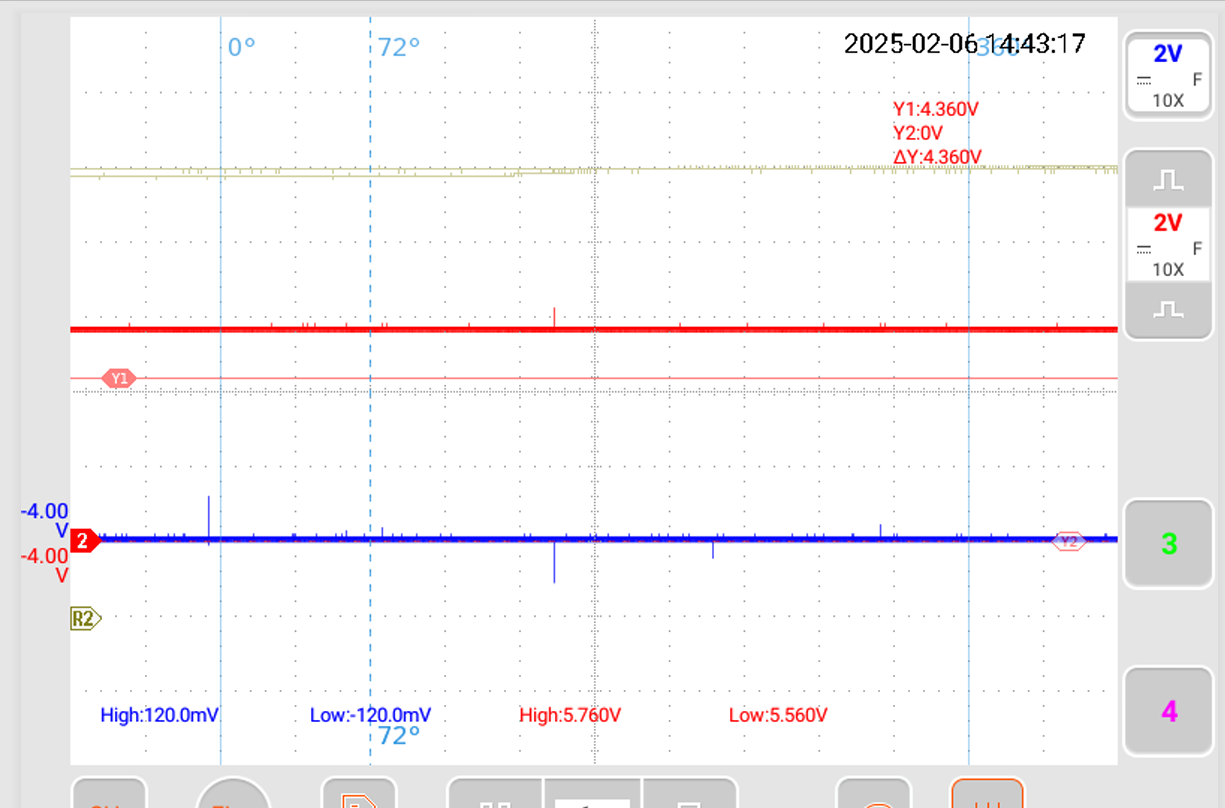 0°
72°
360°
2025-02-06 14:43:17
2V
F
10X
Y1:4.360V
Y2:0V
ΔY:4.360V
2V
F
10X
Y1
-4.00
V
2
-4.00
V
Y2
3
R2
High:120.0mV
Low:-120.0mV
High:5.760V
Low:5.560V
72°
4